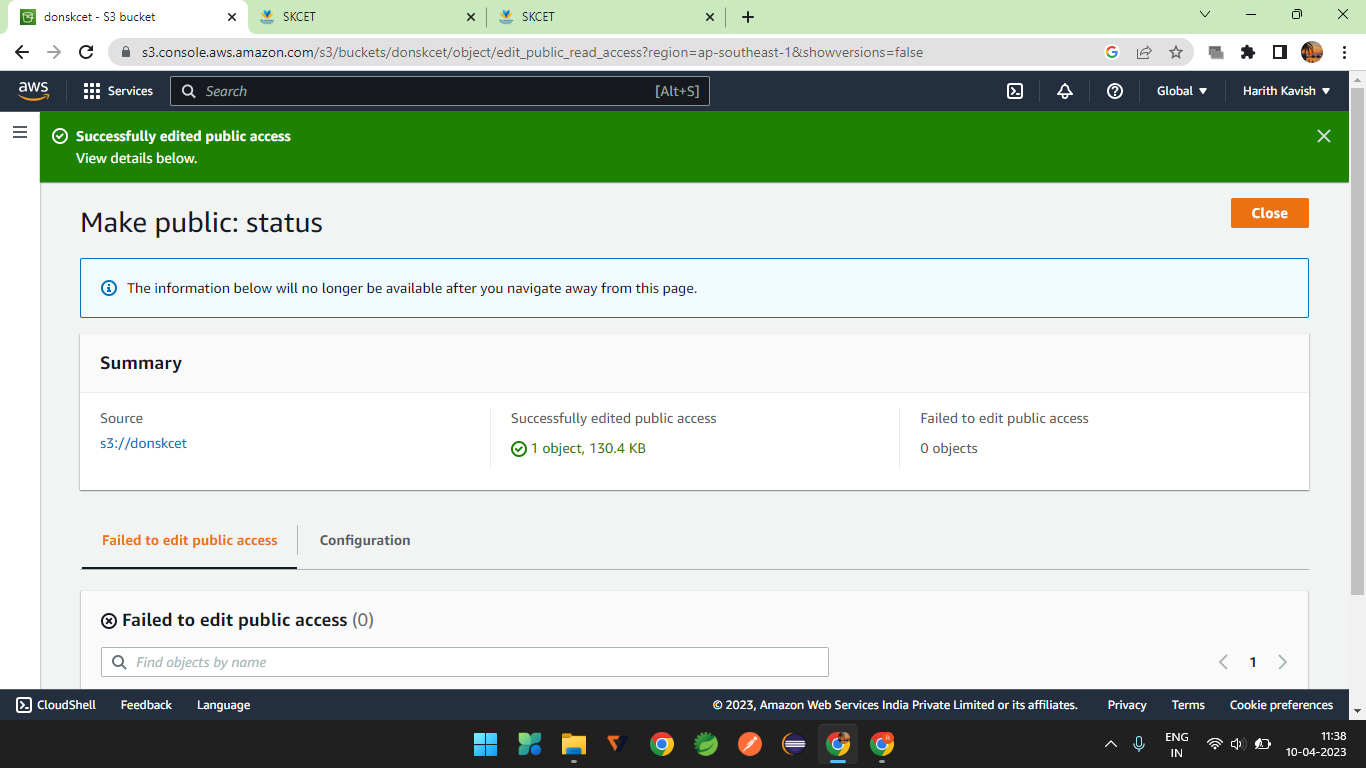 donskcet - S3 bucket
SKCET
SKCET
s3.console.aws.amazon.com/s3/buckets/donskcet/object/edit_public_read_access?region=ap-southeast-1&showversions=false
aws
Services
Search
[Alt+S]
Global
Harith Kavish
Successfully edited public access
View details below.
Make public: status
Close
The information below will no longer be available after you navigate away from this page.
Summary
Source
s3://donskcet
Successfully edited public access
1 object, 130.4 KB
Failed to edit public access
0 objects
Failed to edit public access
Configuration
Failed to edit public access (0)
Find objects by name
1
CloudShell
Feedback
Language
© 2023, Amazon Web Services India Private Limited or its affiliates.
Privacy
Terms
Cookie preferences
ENG
IN
11:38
10-04-2023